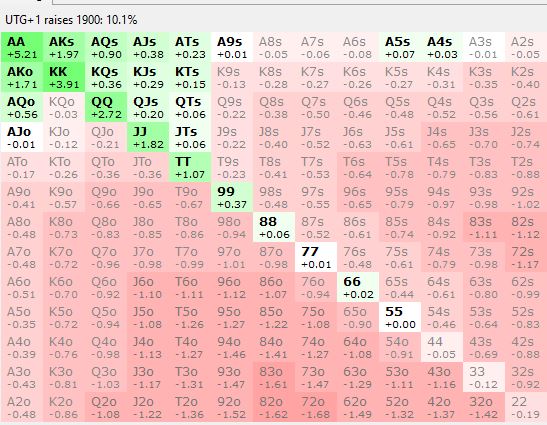 UTG+1 raises 1900: 10.1%
AA AKs AQs AJs ATs A9s A8s A7s A6s A5s A4s A3s A2s
+5.21 +1.97 +0.90 +0.38 +0.23 +0.01 -0.05 -0.06 -0.08 +0.07 +0.03 -0.01 -0.05
AKo KK KQs KJs KTs K9s K8s K7s K6s K5s K4s K3s K2s
+1.71 +3.91 +0.36 +0.29 +0.15 -0.13 -0.28 -0.27 -0.26 -0.27 -0.31 -0.35 -0.40
AQo KQo QQ QJs QTs Q9s Q8s Q7s Q6s Q5s Q4s Q3s Q2s
+0.56 -0.03 +2.72 +0.20 +0.06 -0.22 -0.38 -0.50 -0.46 -0.48 -0.52 -0.56 -0.61
AJo KJo QJo JJ JTs J9s J8s J7s J6s J5s J4s J3s J2s
-0.01 -0.12 -0.21 +1.82 +0.06 -0.22 -0.40 -0.52 -0.61 -0.65 -0.70 -0.74
ATo KTo QTo JTo TT T9s T8s T7s T6s T5s T4s T3s T2s
-0.17 -0.26 -0.36 -0.36 +1.07 -0.23 -0.41 -0.53 -0.64 -0.78 -0.79 -0.83 -0.88
A9o K9o Q9o J9o T9o 99 98s 97s 96s 95s 94s 93s 92s
-0.41 -0.57 -0.66 -0.65 -0.67 +0.37 -0.48 -0.55 -0.65 -0.79 -0.94 -0.98 -1.02
A8o K8o Q8o J8o T8o 98o 88 87s 86s 85s 84s 83s 82s
-0.48 -0.73 -0.83 -0.85 -0.86 -0.94 +0.06 -0.52 -0.61 -0.74 -0.92 -1.11 -1.12
A7o K7o Q7o J7o T7o 97o 87o 77 76s 75s 74s 73s 72s
-0.48 -0.72 -0.96 -0.98 -0.99 -1.01 -0.98 +0.01 -0.48 -0.61 -0.79 -0.98 -1.17
A6o K6o Q6o J6o T6o 96o 86o 76o 66 65s 64s 63s 62s
-0.51 -0.70 -0.92 -1.10 -1.11 -1.12 -1.07 -0.94 +0.02 -0.44 -0.61 -0.80 -0.99
A5o K5o Q5o J5o T5o 95o 85o 75o 65o 55 54s 53s 52s
-0.35 -0.72 -0.94 -1.08 -1.26 -1.27 -1.22 -1.08 -0.90 +0.00 -0.46 -0.64 -0.83
A4o K4o Q4o J4o T4o 94o 84o 74o 64o 54o 44 43s 42s
-0.39 -0.76 -0.98 -1.13 -1.27 -1.46 -1.41 -1.27 -1.08 -0.91 -0.05 -0.69 -0.88
A3o K3o Q3o J3o T3o 93o 83o 73o 63o 53o 43o 33 32s
-0.43 -0.81 -1.03 -1.17 -1.31 -1.47 -1.61 -1.47 -1.29 -1.11 -1.16 -0.12 -0.92
A2o K2o Q2o J2o T2o 92o 82o 72o 62o 52o 42o 32o 22
-0.48 -0.86 -1.08 -1.22 -1.36 -1.52 -1.62 -1.68 -1.49 -1.32 -1.37 -1.42 -0.19